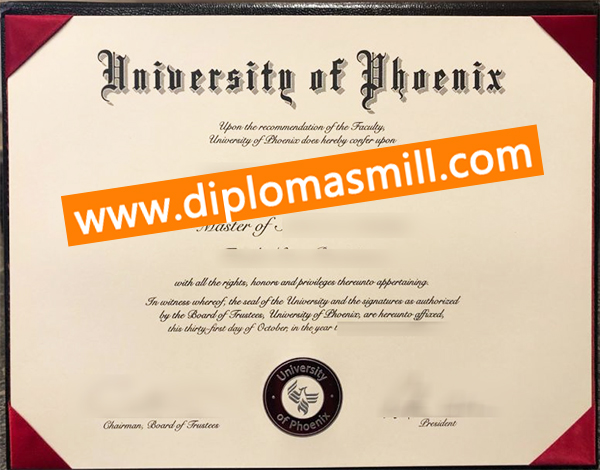 University of Phoenix
Upon the recommendation of the Faculty,
University of Phoenix does hereby confer upon
www.diplomasmill.com
Master of
with all the rights, honors and privileges thereunto appertaining.
In witness whereof, the seal of the University and the signatures as authorized
by the Board of Trustees, University of Phoenix, are hereunto affixed,
this thirty-first day of October, in the year
University
of Phoenix
Chairman, Board of Trustees
President